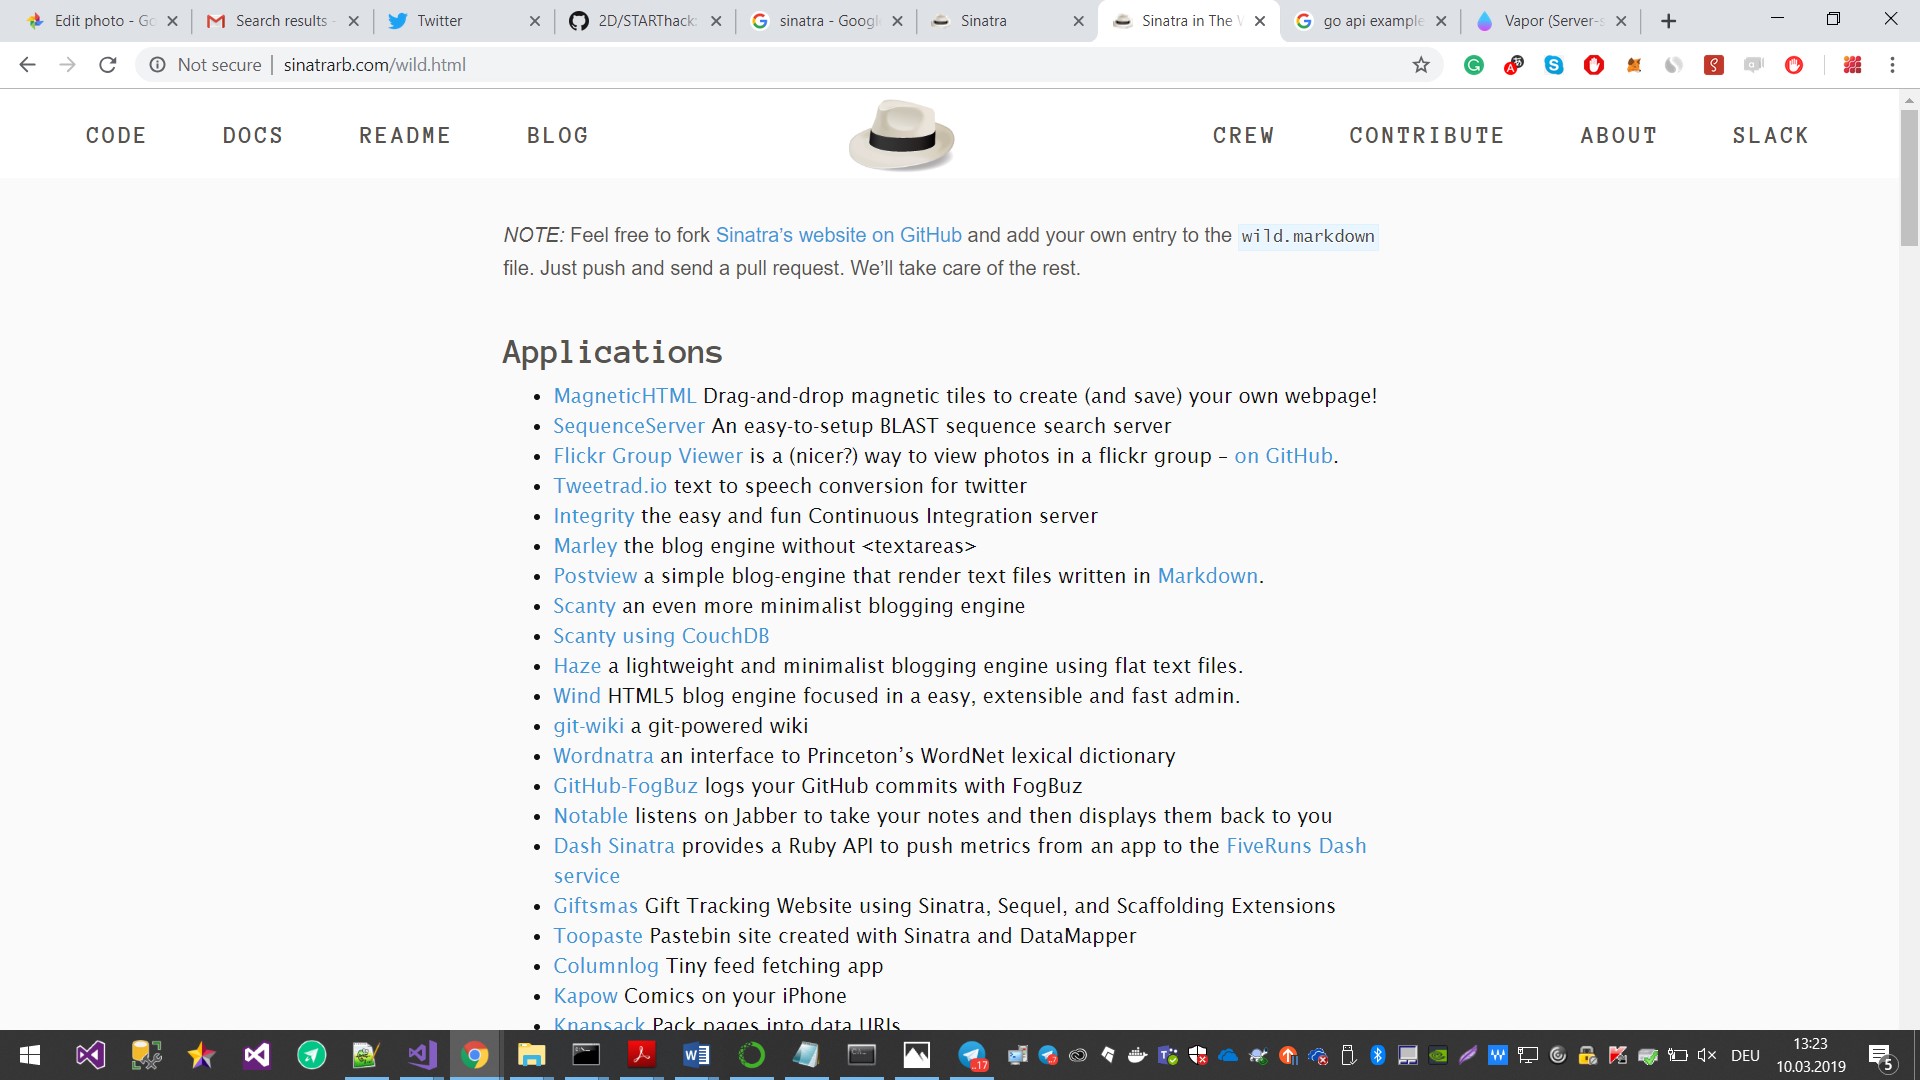 Edit photo - Go
Search results -
Twitter
2D/STARThack:
sinatra - Google
Sinatra
Sinatra in The W
go api example
Vapor (Server-s
Not secure | sinatrarb.com/wild.html
CODE DOCS README BLOG CREW CONTRIBUTE ABOUT SLACK
NOTE: Feel free to fork Sinatra’s website on GitHub and add your own entry to the wild.markdown
file. Just push and send a pull request. We’ll take care of the rest.
Applications
• MagneticHTML Drag-and-drop magnetic tiles to create (and save) your own webpage!
• SequenceServer An easy-to-setup BLAST sequence search server
• Flickr Group Viewer is a (nicer?) way to view photos in a flickr group – on GitHub.
• Tweetrad.io text to speech conversion for twitter
• Integrity the easy and fun Continuous Integration server
• Marley the blog engine without <textareas>
• Postview a simple blog-engine that render text files written in Markdown.
• Scanty an even more minimalist blogging engine
• Scanty using CouchDB
• Haze a lightweight and minimalist blogging engine using flat text files.
• Wind HTML5 blog engine focused in a easy, extensible and fast admin.
• git-wiki a git-powered wiki
• Wordnatra an interface to Princeton’s WordNet lexical dictionary
• GitHub-FogBuz logs your GitHub commits with FogBuz
• Notable listens on Jabber to take your notes and then displays them back to you
• Dash Sinatra provides a Ruby API to push metrics from an app to the FiveRuns Dash
service
• Giftsmas Gift Tracking Website using Sinatra, Sequel, and Scaffolding Extensions
• Toopaste Pastebin site created with Sinatra and DataMapper
• Columnlog Tiny feed fetching app
• Kapow Comics on your iPhone
• Knapsack Pack pages into data URIs
DEU
13:23
10.03.2019
5